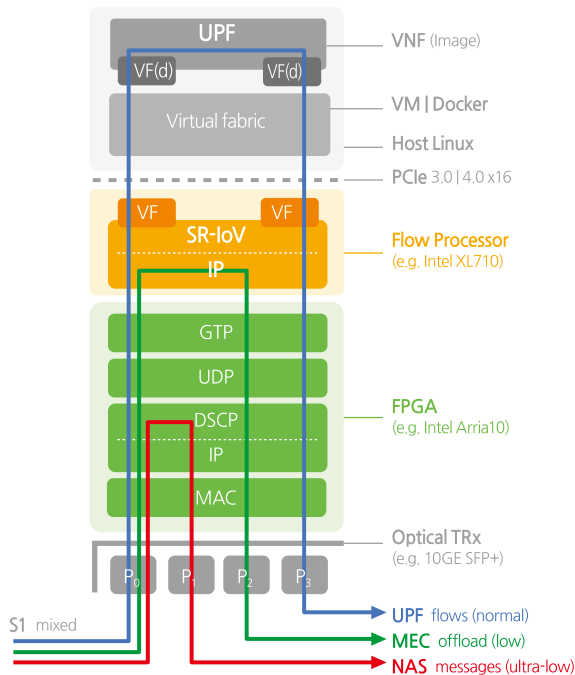 UPF
VNF (Image)
VF(d) VF(d)
Virtual fabric
VM | Docker
Host Linux
PCIe 3.0 | 4.0 x16
VF VF
SR-IoV
IP
Flow Processor
(e.g. Intel XL710)
GTP
UDP
DSCP
IP
MAC
FPGA
(e.g. Intel Arria10)
Optical TRx
(e.g. 10GE SFP+)
P0 P1 P2 P3
S1 mixed
UPF flows (normal)
MEC offload (low)
NAS messages (ultra-low)